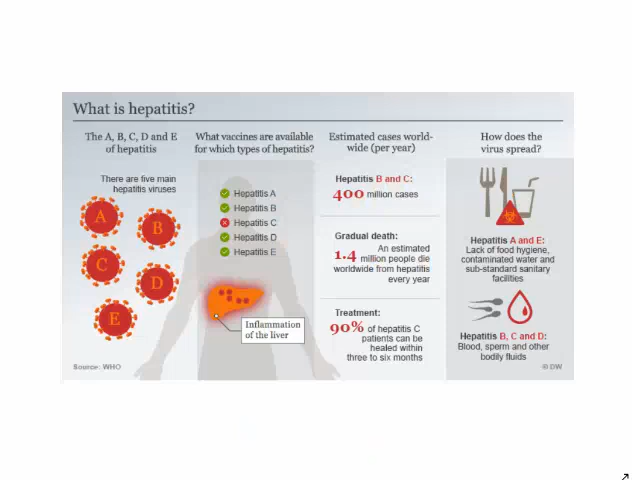 What is hepatitis?
The A, B, C, D and E
of hepatitis
There are five main
hepatitis viruses
A
B
C
D
E
Source: WHO
What vaccines are available
for which types of hepatitis?
Hepatitis A
Hepatitis B
Hepatitis C
Hepatitis D
Hepatitis E
Inflammation
of the liver
Estimated cases world-
wide (per year)
Hepatitis B and C:
400 million cases
Gradual death:
1.4 An estimated
million people die
worldwide from hepatitis
every year
Treatment:
90% of hepatitis C
patients can be
healed within
three to six months
How does the
virus spread?
Hepatitis A and E:
Lack of food hygiene,
contaminated water and
sub-standard sanitary
facilities
Hepatitis B, C and D:
Blood, sperm and other
bodily fluids
© DW